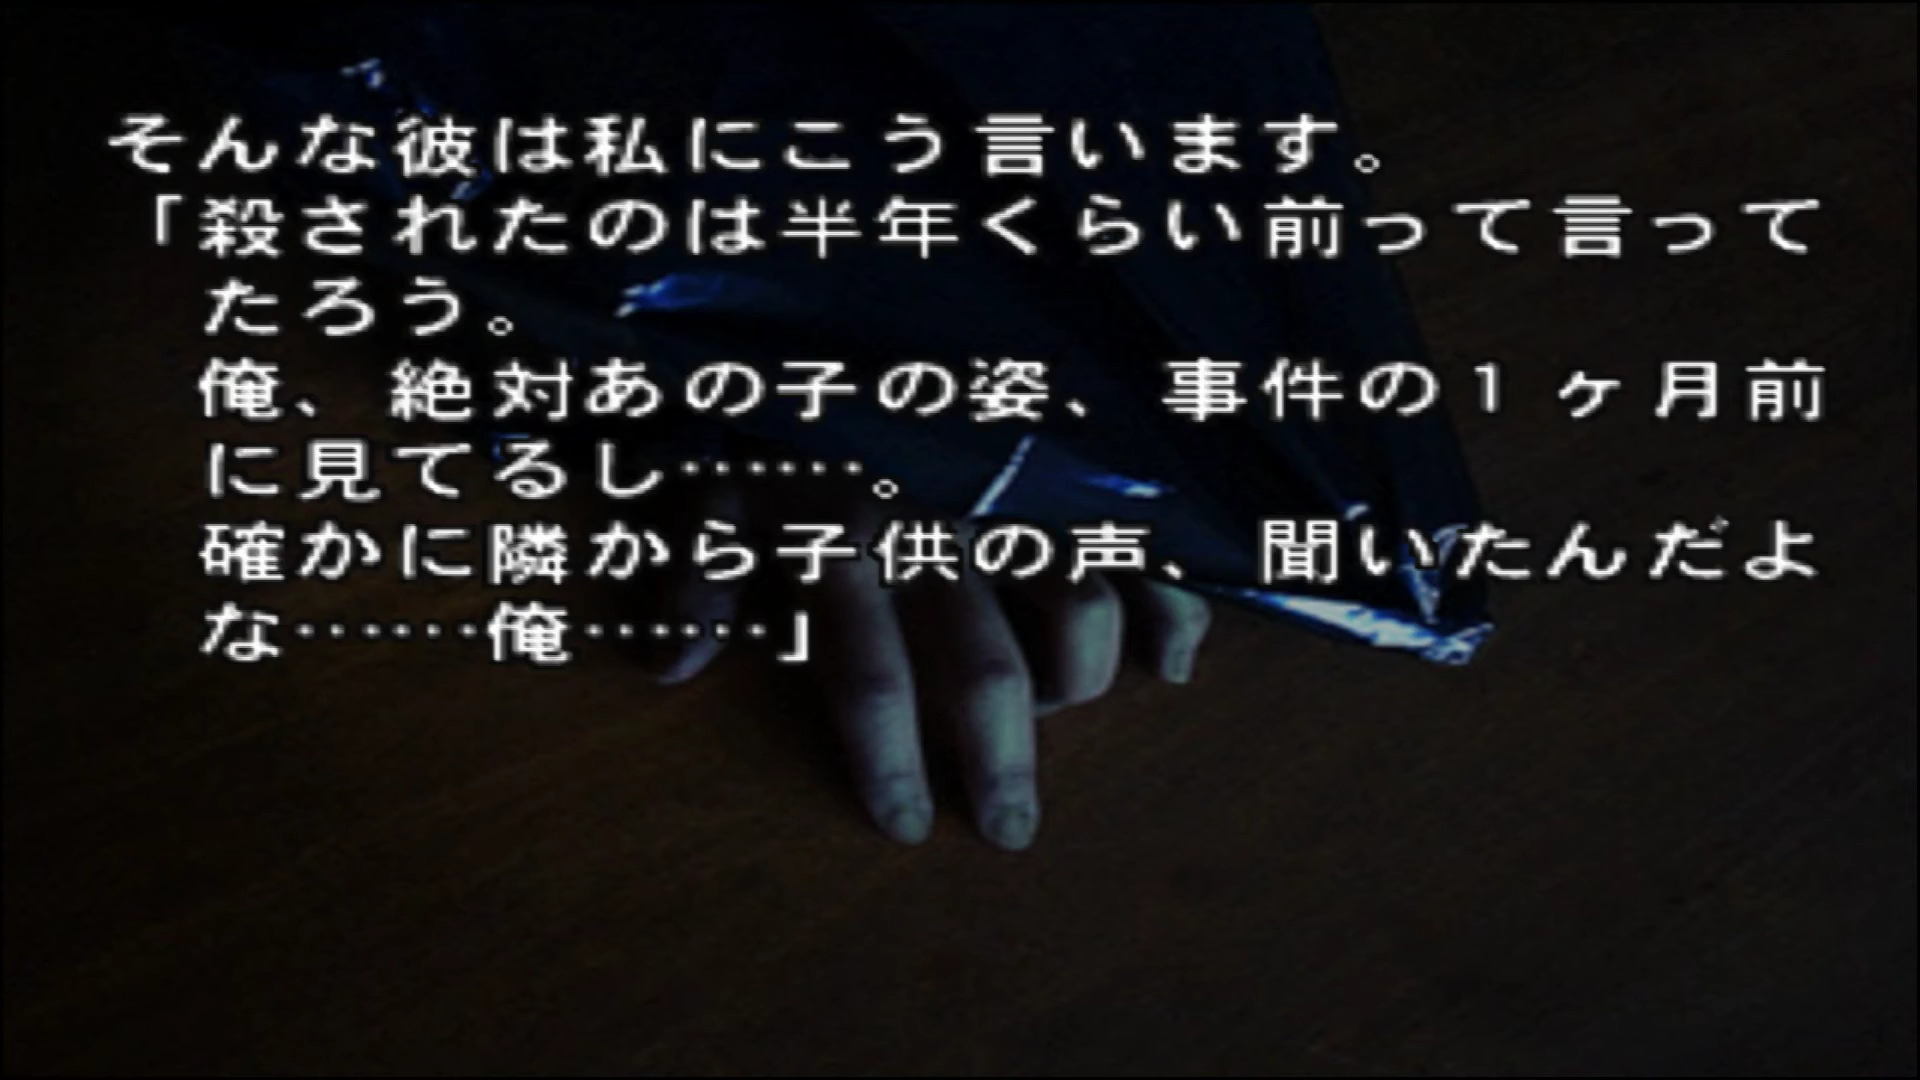 そんな彼は私にこう言います。
「殺されたのは半年くらい前って言って
たろう。
俺、絶対あの子の姿、事件の１ヶ月前
に見てるし……。
確かに隣から子供の声、聞いたんだよ
な……俺……」